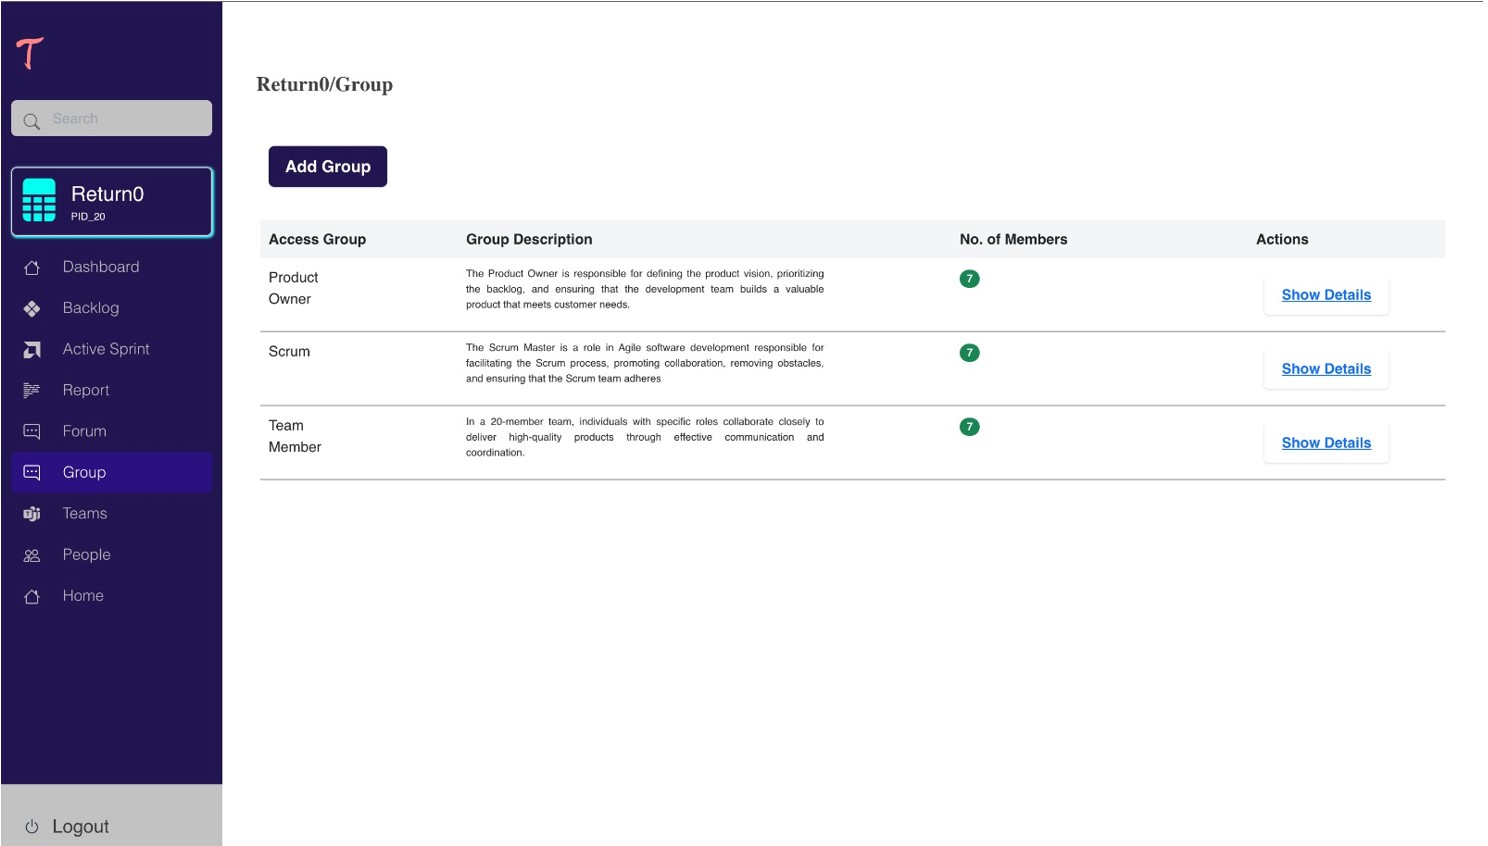 T
Search
Return0
PID_20
Dashboard
Backlog
Active Sprint
Report
Forum
Group
Teams
People
Home
Logout
Return0/Group
Add Group
Access Group Group Description No. of Members Actions
Product
Owner
The Product Owner is responsible for defining the product vision, prioritizing
the backlog, and ensuring that the development team builds a valuable
product that meets customer needs.
7
Show Details
Scrum
The Scrum Master is a role in Agile software development responsible for
facilitating the Scrum process, promoting collaboration, removing obstacles,
and ensuring that the Scrum team adheres
7
Show Details
Team
Member
In a 20-member team, individuals with specific roles collaborate closely to
deliver high-quality products through effective communication and
coordination.
7
Show Details